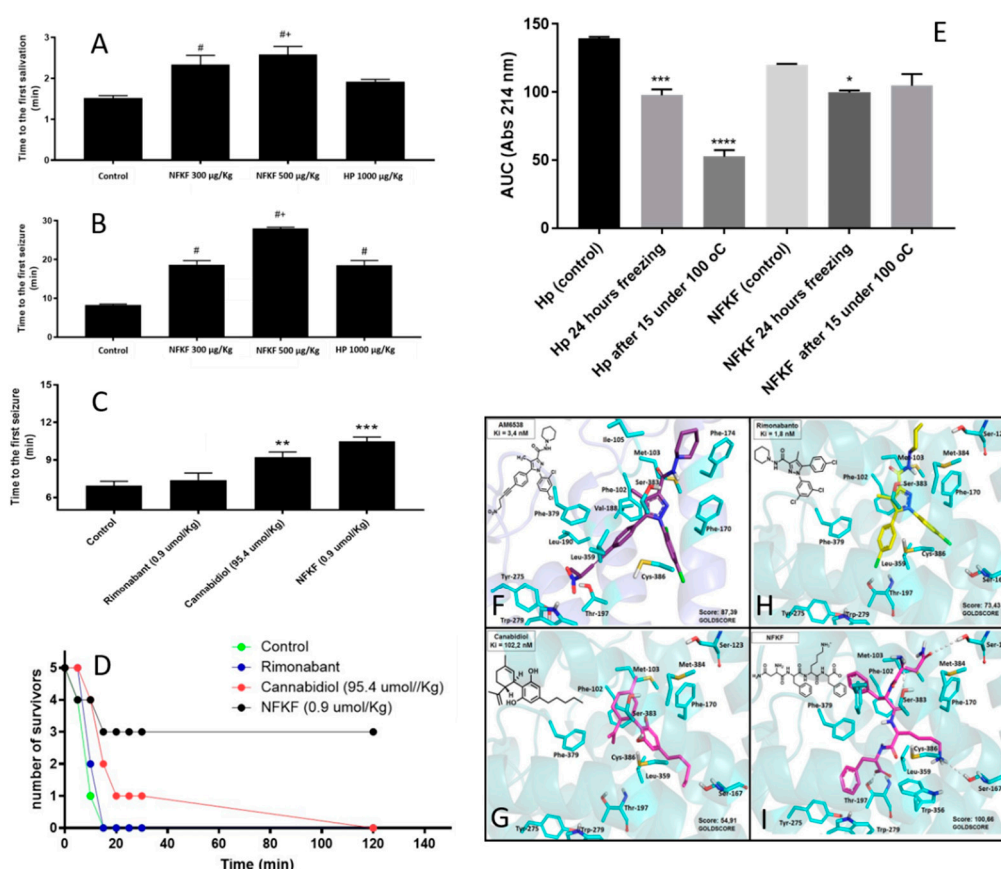 A
Time to the first salivation
(min)
3
2
1
0
#
#+
Control
NFKF 300 µg/Kg
NFKF 500 µg/Kg
HP 1000 µg/Kg
B
Time to the first seizure
(min)
30
20
10
0
#
#+
#
Control
NFKF 300 µg/Kg
NFKF 500 µg/Kg
HP 1000 µg/Kg
C
Time to the first seizure
(min)
15
12
9
6
**
***
Control
Rimonabant (0.9 umol/Kg)
Cannabidiol (95.4 umol/Kg)
NFKF (0.9 umol/Kg)
D
number of survivors
5
4
3
2
1
0
Control
Rimonabant
Cannabidiol (95.4 umol//Kg)
NFKF (0.9 umol/Kg)
0 20 40 60 80 100 120 140
Time (min)
E
AUC (Abs 214 nm)
150
100
50
0
***
****
*
Hp (control)
Hp 24 hours freezing
Hp after 15 under 100 oC
NFKF (control)
NFKF 24 hours freezing
NFKF after 15 under 100 oC
AM6538
Ki = 3,4 nM
Ile-105
Phe-174
Met-103
Ser-383
Phe-102
Phe-379
Val-188
Phe-170
Leu-190
Leu-359
Cys-386
Tyr-275
Thr-197
Trp-279
F
Score: 87,39
GOLDSCORE
Rimonabanto
Ki = 1,8 nM
Ser-12
Met-103
Met-384
Phe-102
Ser-383
Phe-170
Phe-379
Cys-386
Leu-359
Ser-16
Thr-197
Tyr-275
Trp-279
H
Score: 73,43
GOLDSCORE
Canabidiol
Ki = 102,2 nM
Ser-123
Met-103
Met-384
Phe-102
Ser-383
Phe-170
Phe-379
Cys-386
Leu-359
Ser-167
Thr-197
Tyr-275
Trp-279
G
Score: 54,91
GOLDSCORE
NFKF
Ser-1
Met-103
Met-384
Phe-102
Ser-383
Phe-170
Phe-379
Cys-386
Leu-359
Ser-167
Thr-197
Trp-356
Tyr-275
Trp-279
I
Score: 100,66
GOLDSCORE